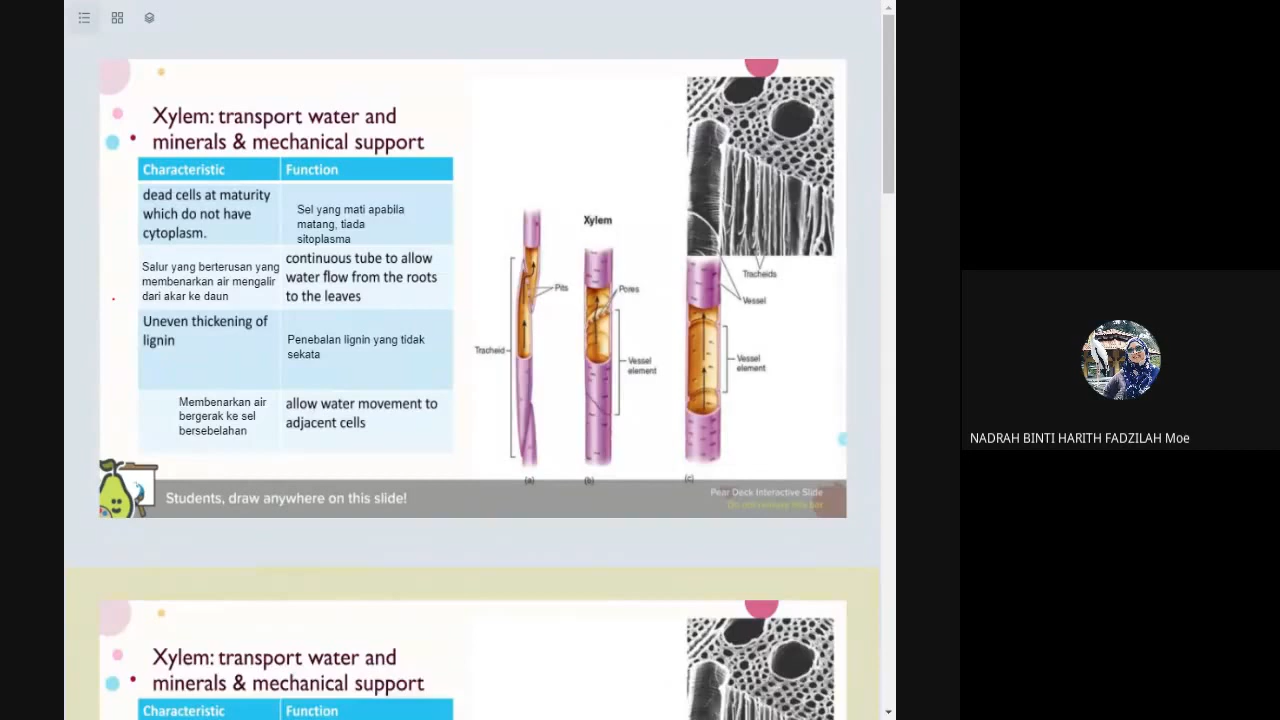 Xylem: transport water and
minerals & mechanical support
Characteristic
Function
dead cells at maturity
which do not have
cytoplasm.
Sel yang mati apabila
matang, tiada
sitoplasma
Salur yang berterusan yang
membenarkan air mengalir
dari akar ke daun
continuous tube to allow
water flow from the roots
to the leaves
Uneven thickening of
lignin
Penebalan lignin yang tidak
sekata
Membenarkan air
bergerak ke sel
bersebelahan
allow water movement to
adjacent cells
Xylem
Pits
Pores
Tracheid
Vessel
element
Tracheids
Vessel
Vessel
element
(a)
(b)
(c)
Students, draw anywhere on this slide!
Pear Deck Interactive Slide
Do not remove this bar
NADRAH BINTI HARITH FADZILAH Moe
Xylem: transport water and
minerals & mechanical support
Characteristic
Function